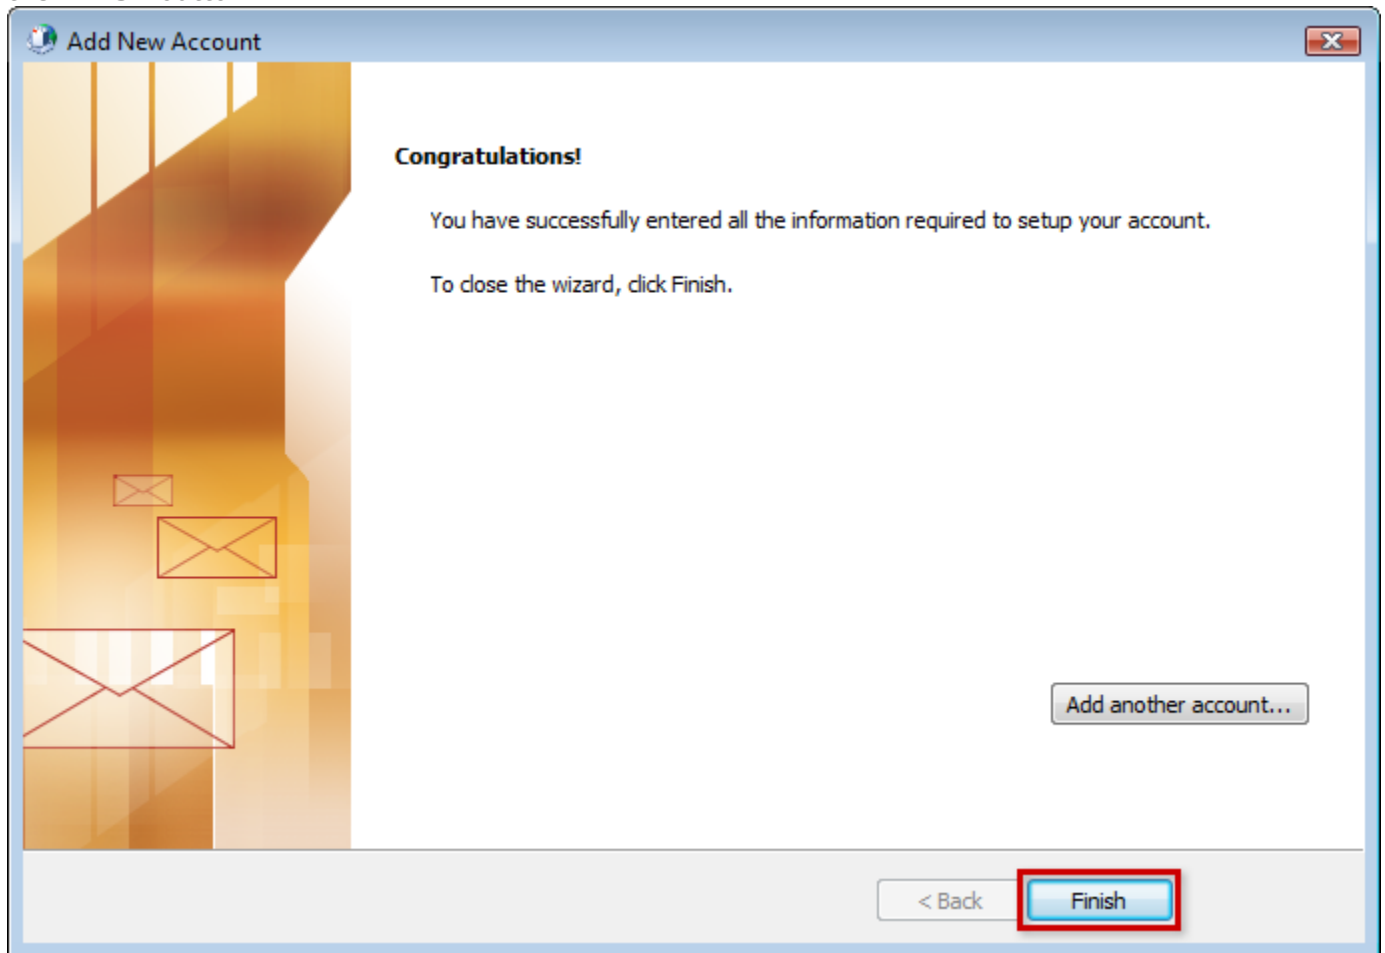 Add New Account
Congratulations!
You have successfully entered all the information required to setup your account.
To close the wizard, click Finish.
Add another account...
< Back
Finish